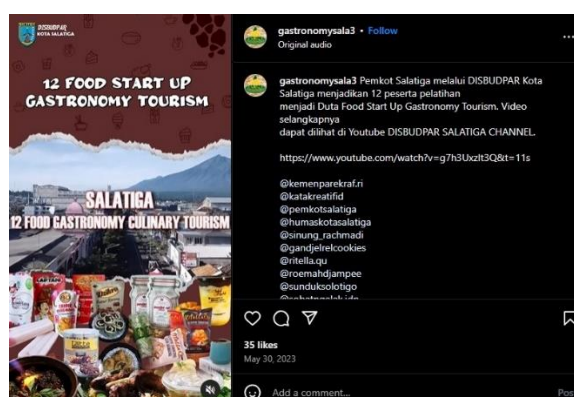 DISBUDPAR
KOTA SALATIGA
12 FOOD START UP
GASTRONOMY TOURISM
SALATIGA
12 FOOD GASTRONOMY CULINARY TOURISM
gastronomysala3 • Follow
Original audio
gastronomysala3 Pemkot Salatiga melalui DISBUDPAR Kota
Salatiga menjadikan 12 peserta pelatihan
menjadi Duta Food Start Up Gastronomy Tourism. Video
selangkapnya
dapat dilihat di Youtube DISBUDPAR SALATIGA CHANNEL.
https://www.youtube.com/watch?v=g7h3Uxzlt3Q&t=11s
@kemenparekraf.ri
@katakreatifid
@pemkotsalatiga
@humaskotasalatiga
@sinung_rachmadi
@gandjelrelcookies
@ritella.qu
@roemahdjampee
@sunduksolotigo
35 likes
May 30, 2023
Add a comment...
Pos